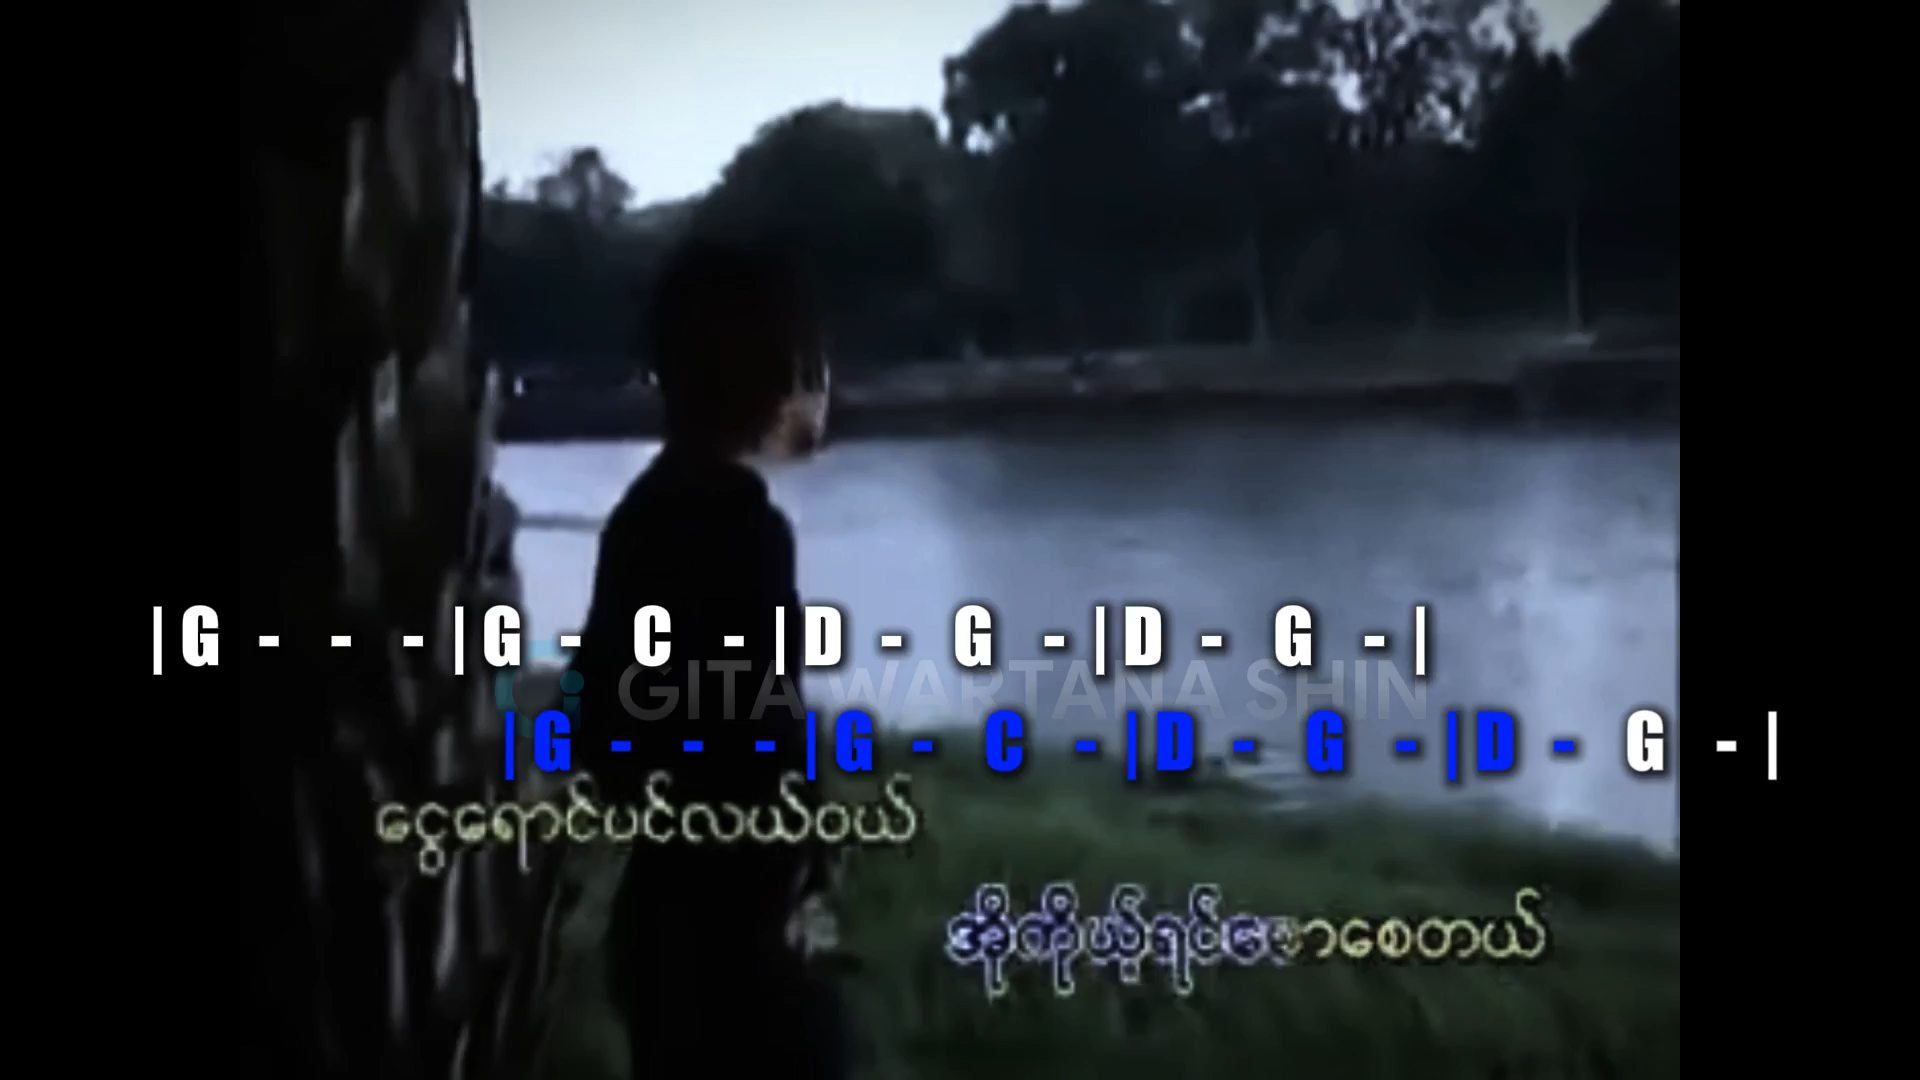 |G - - -|G - C -|D - G -|D - G -|
GITA WARTANA SHIN
|G - - -|G - C -|D - G -|D - G -|
ငွေရောင်ပင်လယ်ဝယ်
အိုကိုယ့်ရင်မောစေတယ်